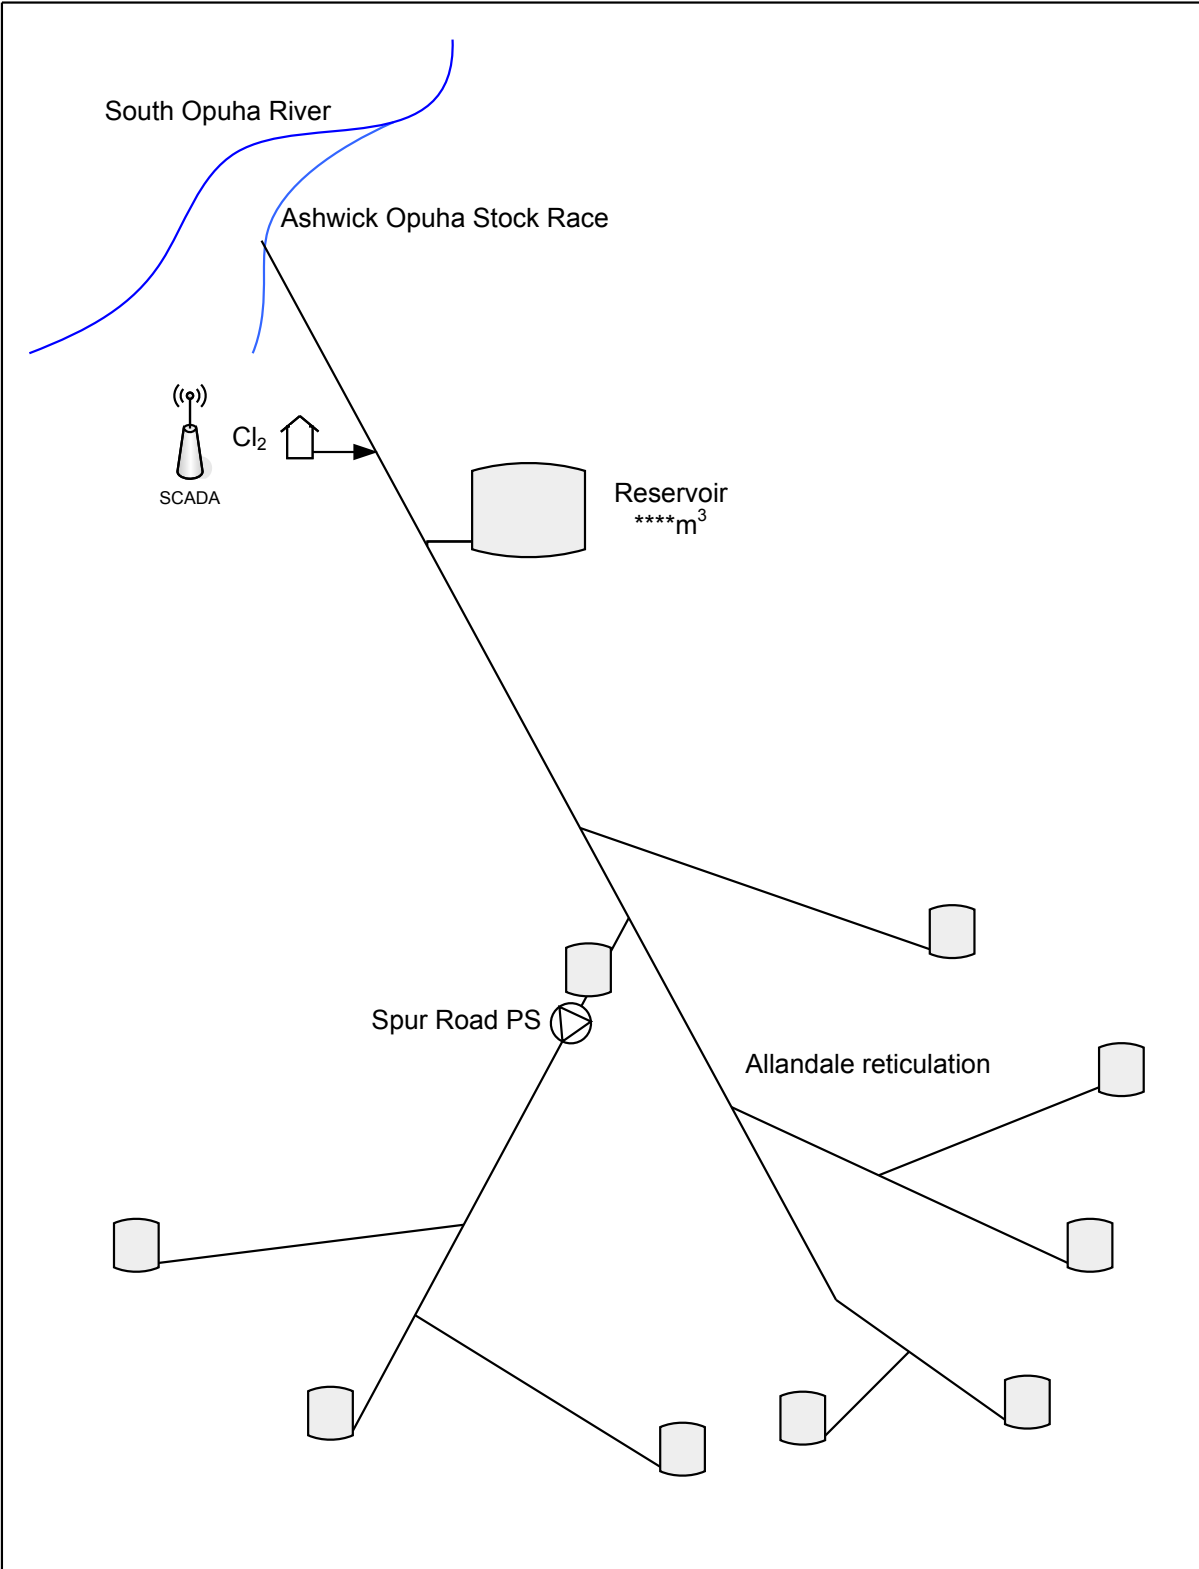 South Opuha River
Ashwick Opuha Stock Race
Cl₂
SCADA
Reservoir
****m³
Spur Road PS
Allandale reticulation